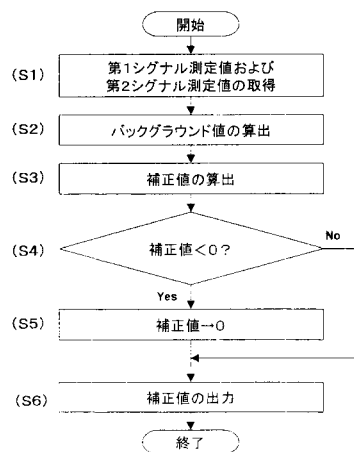 開始
(S1)
第1シグナル測定値および
第2シグナル測定値の取得
(S2)
バックグラウンド値の算出
(S3)
補正値の算出
(S4)
補正値<0?
No
Yes
(S5)
補正値→0
(S6)
補正値の出力
終了